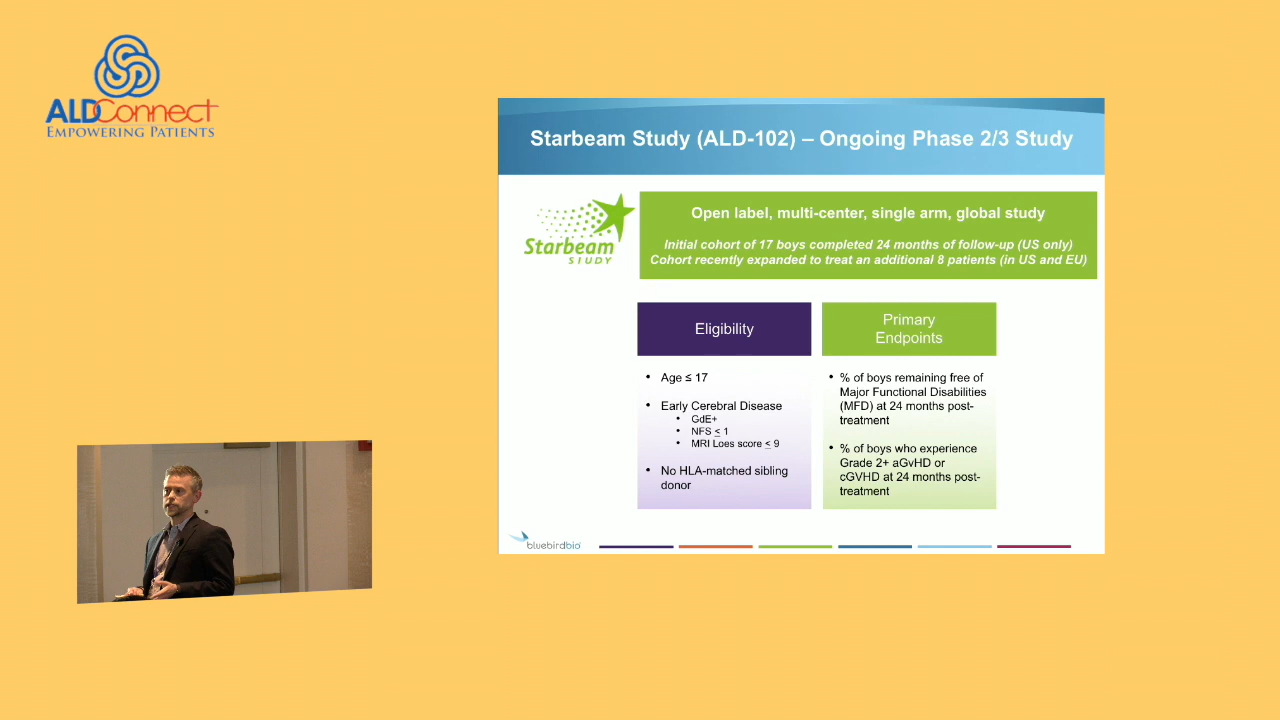 ALDConnect
EMPOWERING PATIENTS
Starbeam Study (ALD-102) – Ongoing Phase 2/3 Study
Starbeam
STUDY
Open label, multi-center, single arm, global study
Initial cohort of 17 boys completed 24 months of follow-up (US only)
Cohort recently expanded to treat an additional 8 patients (in US and EU)
Eligibility
• Age ≤ 17
• Early Cerebral Disease
• GdE+
• NFS ≤ 1
• MRI Loes score ≤ 9
• No HLA-matched sibling
donor
Primary
Endpoints
• % of boys remaining free of
Major Functional Disabilities
(MFD) at 24 months post-
treatment
• % of boys who experience
Grade 2+ aGvHD or
cGVHD at 24 months post-
treatment
bluebirdbio